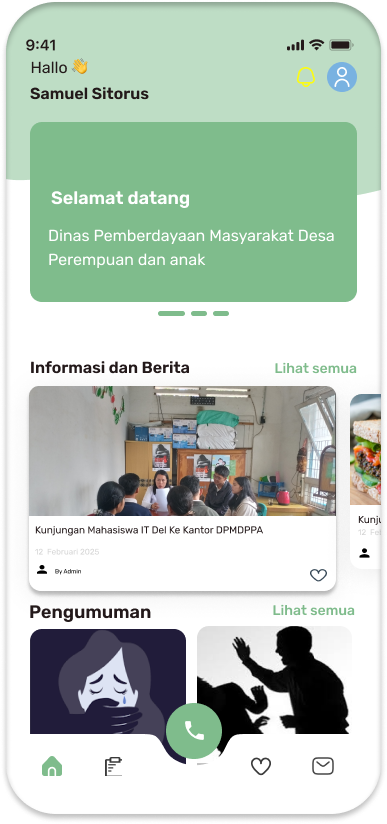 9:41
Hallo 👋
Samuel Sitorus
Selamat datang
Dinas Pemberdayaan Masyarakat Desa
Perempuan dan anak
Informasi dan Berita
Lihat semua
Kunjungan Mahasiswa IT Del Ke Kantor DPMDPPA
12 Februari 2025
By Admin
Kunju
12 Feb
Pengumuman
Lihat semua